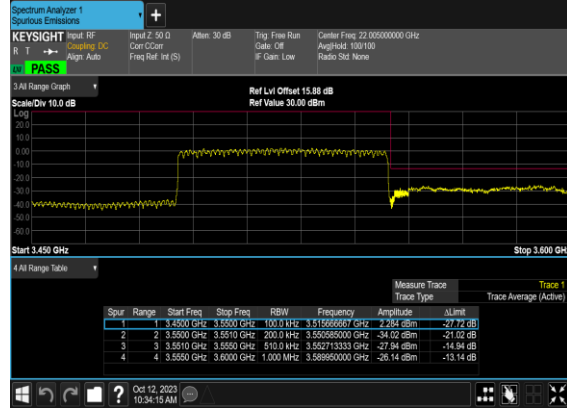 Spectrum Analyzer 1
Spurious Emissions
+
KEYSIGHT Input: RF Input Z: 50 Ω Atten: 30 dB Trig: Free Run Center Freq: 22.005000000 GHz
R T Coupling: DC Corr CCorr Gate: Off Avg|Hold: 100/100
Align: Auto Freq Ref: Int (S) IF Gain: Low Radio Std: None
PASS
3 All Range Graph
Ref Lvl Offset 15.88 dB
Scale/Div 10.0 dB Ref Value 30.00 dBm
Log
20.0
10.0
0.00
-10.0
-20.0
-30.0
-40.0
-50.0
-60.0
Start 3.450 GHz Stop 3.600 GHz
4 All Range Table
Measure Trace Trace 1
Trace Type Trace Average (Active)
Spur Range Start Freq Stop Freq RBW Frequency Amplitude ΔLimit
1 1 3.4500 GHz 3.5500 GHz 100.0 kHz 3.515666667 GHz 2.284 dBm -27.72 dB
2 2 3.5500 GHz 3.5510 GHz 200.0 kHz 3.550585000 GHz -34.02 dBm -21.02 dB
3 3 3.5510 GHz 3.5550 GHz 510.0 kHz 3.552713333 GHz -27.94 dBm -14.94 dB
4 4 3.5550 GHz 3.6000 GHz 1.000 MHz 3.589950000 GHz -26.14 dBm -13.14 dB
? Oct 12, 2023
10:34:15 AM